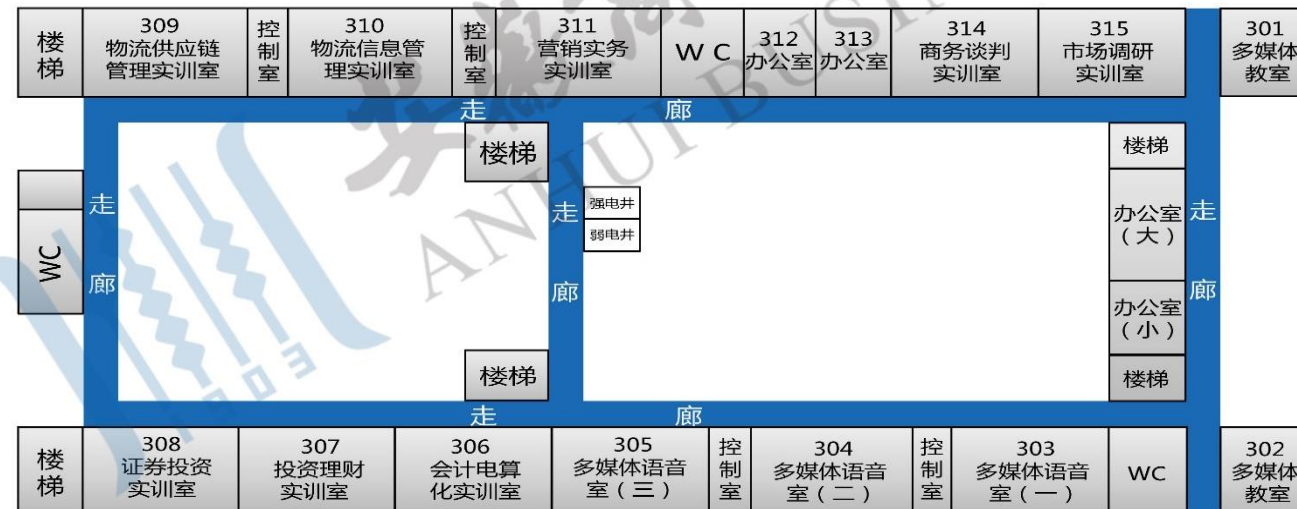 楼梯
309
物流供应链
管理实训室
控制室
310
物流信息管
理实训室
控制室
311
营销实务
实训室
WC
312
办公室
313
办公室
314
商务谈判
实训室
315
市场调研
实训室
301
多媒体
教室
走廊
楼梯
楼梯
走廊
WC
走廊
强电井
弱电井
办公室
(大)
走廊
办公室
(小)
楼梯
楼梯
走廊
楼梯
308
证券投资
实训室
307
投资理财
实训室
306
会计电算
化实训室
305
多媒体语音
室(三)
控制室
304
多媒体语音
室(二)
控制室
303
多媒体语音
室(一)
WC
302
多媒体
教室
ANHUI BUSI
1903